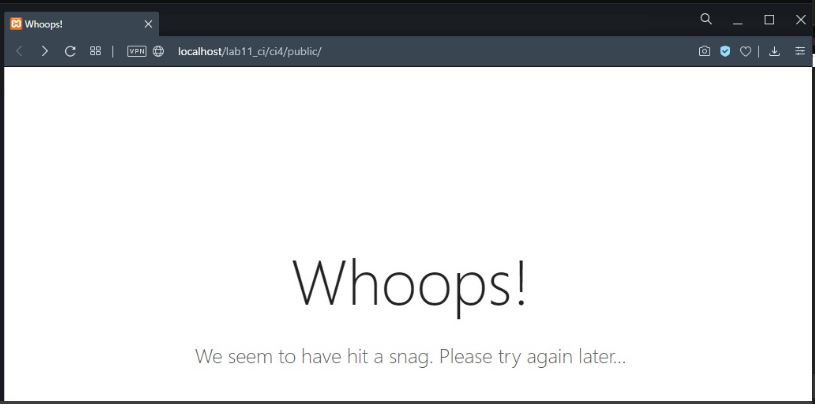 Whoops!
VPN
localhost/lab11_ci/ci4/public/
Whoops!
We seem to have hit a snag. Please try again later...